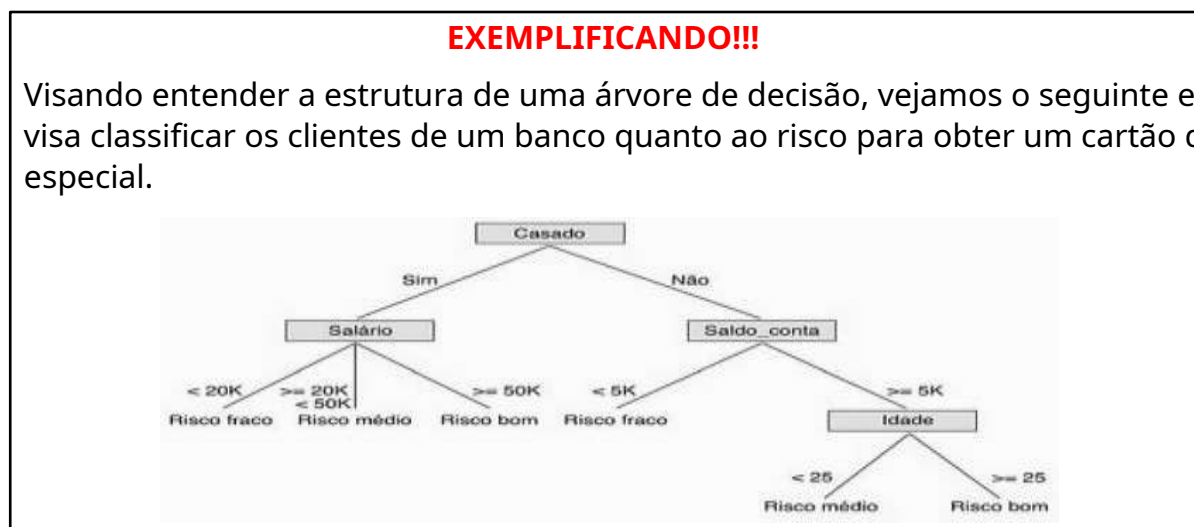 EXEMPLIFICANDO!!!
Visando entender a estrutura de uma árvore de decisão, vejamos o seguinte e
visa classificar os clientes de um banco quanto ao risco para obter um cartão
especial.
Casado
Sim Não
Salário Saldo_conta
< 20K >= 20K >= 50K < 5K >= 5K
< 50K
Risco fraco Risco médio Risco bom Risco fraco Idade
< 25 >= 25
Risco médio Risco bom